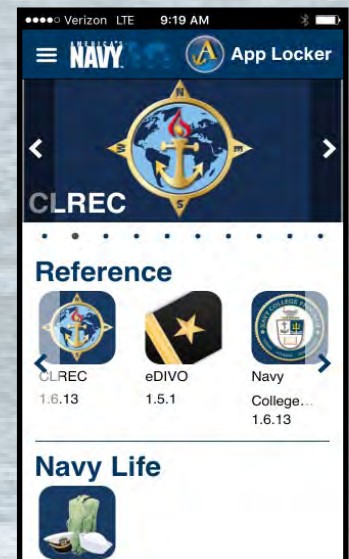 Verizon LTE 9:19 AM
AMERICA'S
NAVY App Locker
N
W E
S
CLREC
Reference
CLREC eDIVO Navy
College...
1.6.13 1.5.1 1.6.13
Navy Life